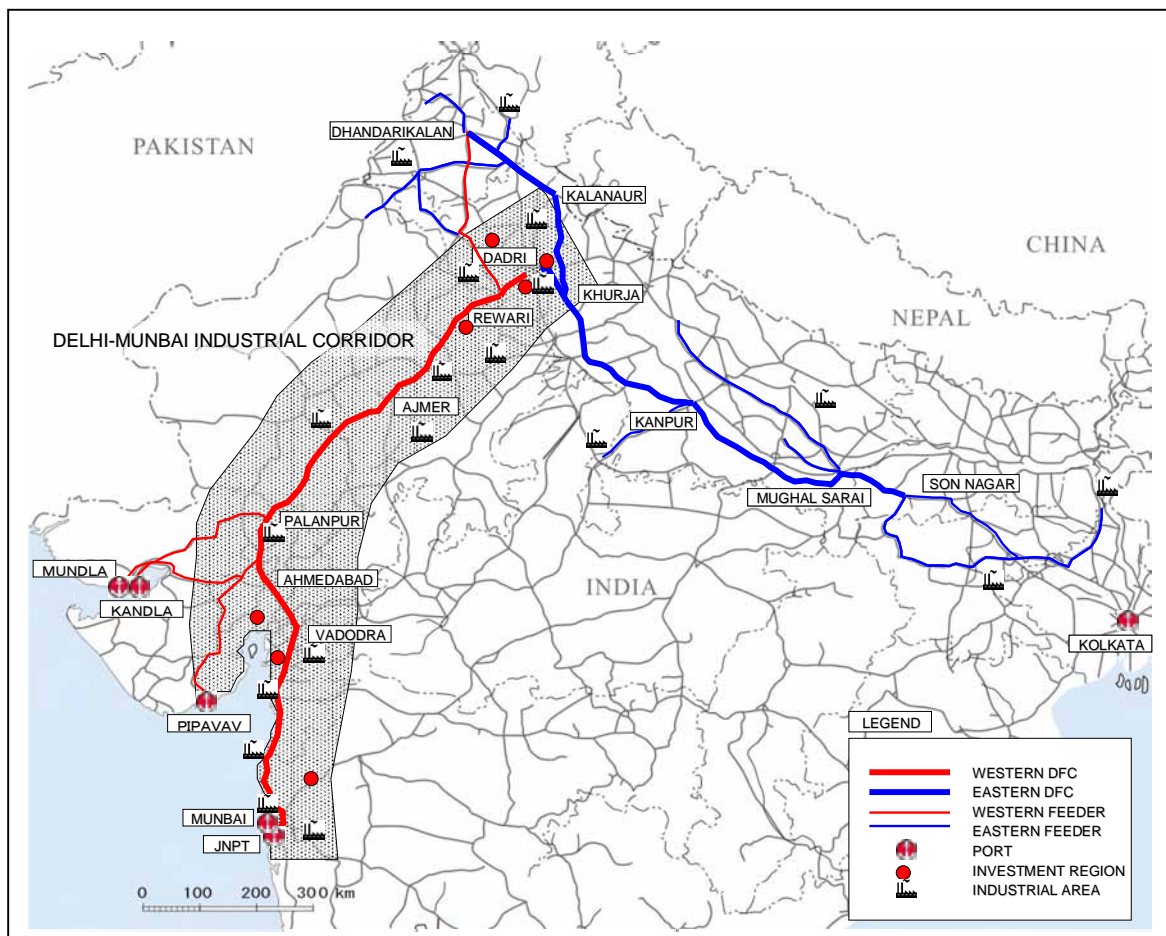 DHANDARIKALAN
PAKISTAN
KALANAUR
CHINA
DADRI
KHURJA
REWARI
NEPAL
DELHI-MUNBAI INDUSTRIAL CORRIDOR
AJMER
KANPUR
MUGHAL SARAI
SON NAGAR
PALANPUR
MUNDLA
AHMEDABAD
INDIA
KANDLA
VADODRA
KOLKATA
PIPAVAV
LEGEND
WESTERN DFC
EASTERN DFC
WESTERN FEEDER
EASTERN FEEDER
PORT
INVESTMENT REGION
INDUSTRIAL AREA
MUNBAI
JNPT
0 100 200 300 km